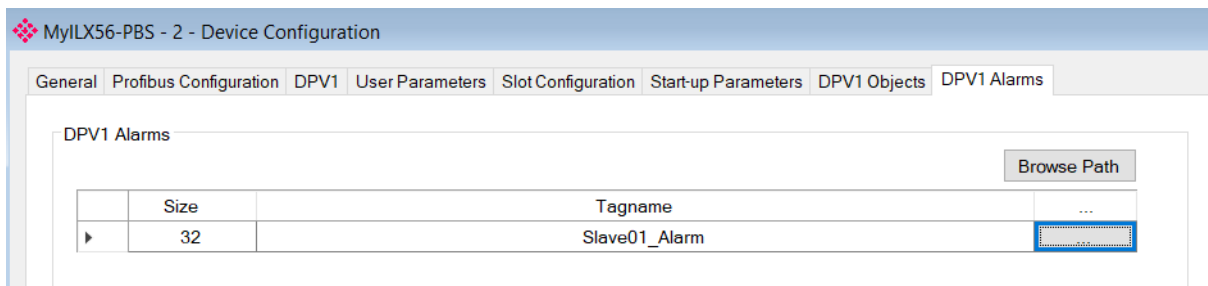 MyILX56-PBS - 2 - Device Configuration
General Profibus Configuration DPV1 User Parameters Slot Configuration Start-up Parameters DPV1 Objects DPV1 Alarms
DPV1 Alarms
Browse Path
Size Tagname ...
32 Slave01_Alarm ...